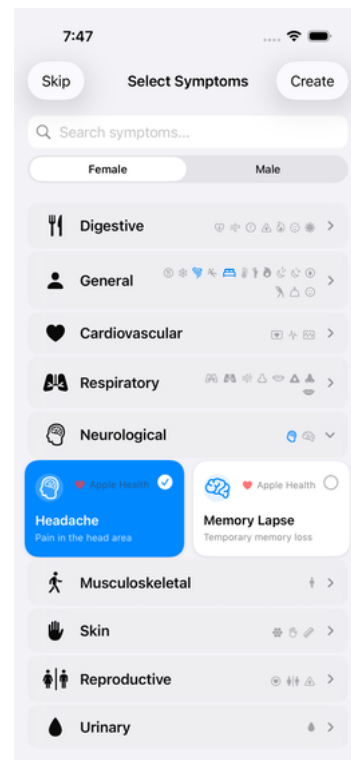 7:47
Skip
Select Symptoms
Create
Search symptoms...
Female
Male
Digestive
General
Cardiovascular
Respiratory
Neurological
Apple Health
Headache
Pain in the head area
Apple Health
Memory Lapse
Temporary memory loss
Musculoskeletal
Skin
Reproductive
Urinary